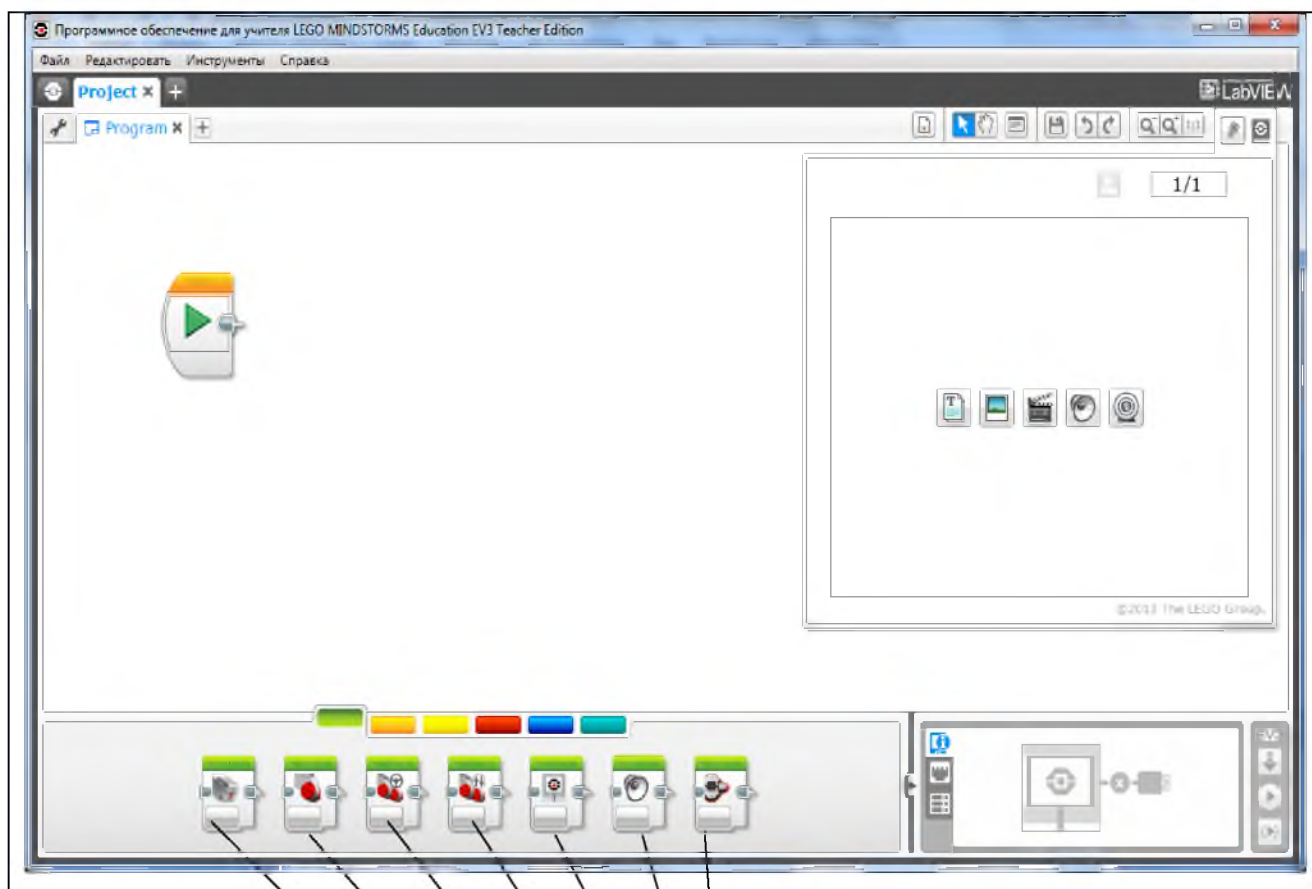 Программное обеспечение для учителя LEGO MINDSTORMS Education EV3 Teacher Edition
Файл Редактировать Инструменты Справка
Project × +
LabVIEW
Program × +
1/1
©2013 The LEGO Group.